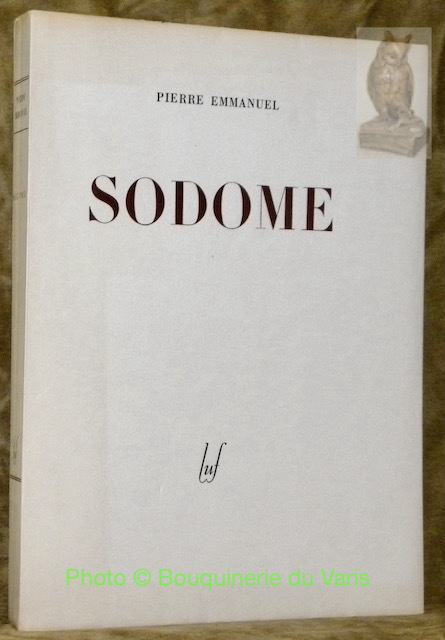 PIERRE EMMANUEL
SODOME
luf
Photo © Bouquinerie du Varis